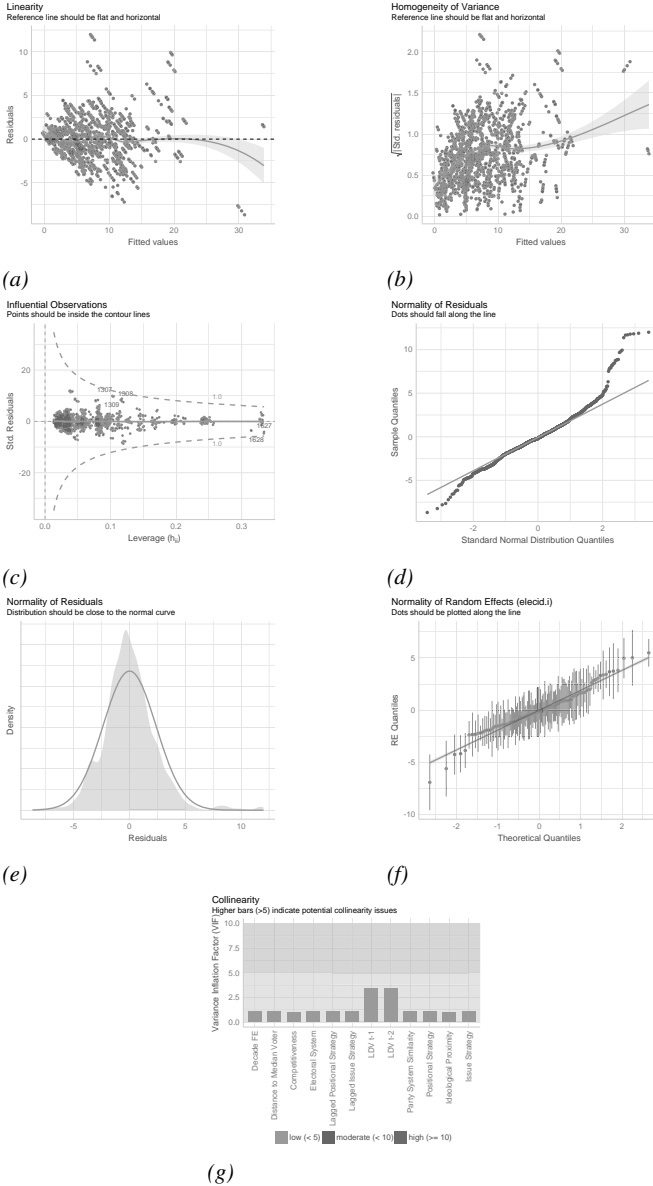 Linearity
Reference line should be flat and horizontal
10
5
0
-5
Residuals
0
10
20
30
Fitted values
(a)
Homogeneity of Variance
Reference line should be flat and horizontal
2.0
1.5
1.0
0.5
0.0
√|Std. residuals|
0
10
20
30
Fitted values
(b)
Influential Observations
Points should be inside the contour lines
20
0
-20
Std. Residuals
1307
1308
1309
1.0
1.0
1627
1628
0.0
0.1
0.2
0.3
Leverage (hii)
(c)
Normality of Residuals
Dots should fall along the line
10
5
0
-5
Sample Quantiles
-2
0
2
Standard Normal Distribution Quantiles
(d)
Normality of Residuals
Distribution should be close to the normal curve
Density
-5
0
5
10
Residuals
(e)
Normality of Random Effects (elecid.i)
Dots should be plotted along the line
5
0
-5
-10
RE Quantiles
-2
-1
0
1
2
Theoretical Quantiles
(f)
Collinearity
Higher bars (>5) indicate potential collinearity issues
10.0
7.5
5.0
2.5
0.0
Variance Inflation Factor (VIF)
Decade FE
Distance to Median Voter
Competitiveness
Electoral System
Lagged Positional Strategy
Lagged Issue Strategy
LDV t-1
LDV t-2
Party System Similarity
Positional Strategy
Ideological Proximity
Issue Strategy
low (< 5) moderate (< 10) high (>= 10)
(g)